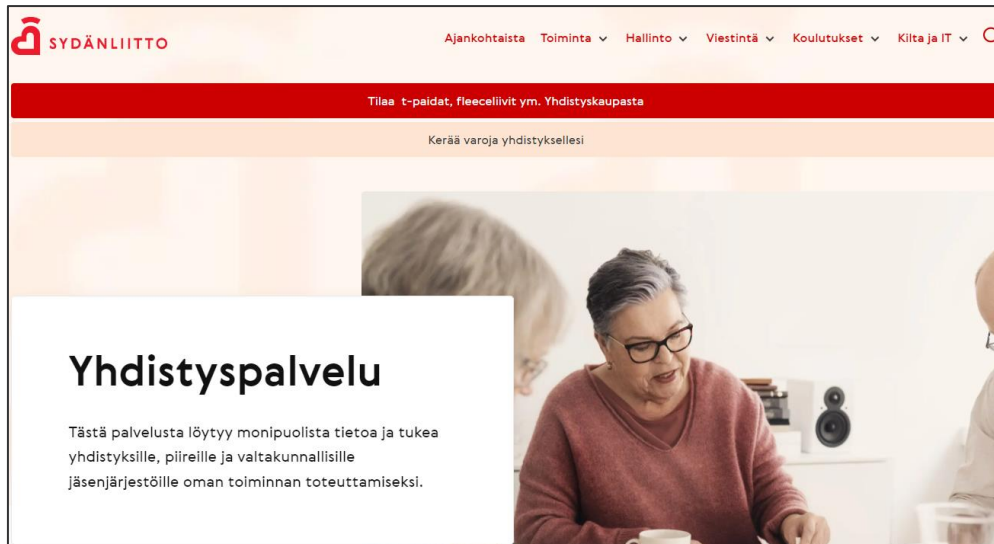 SYDÄNLIITTO
Ajankohtaista Toiminta Hallinto Viestintä Koulutukset Kilta ja IT
Tilaa t-paidat, fleeceliivit ym. Yhdistyskaupasta
Kerää varoja yhdistyksellesi
Yhdistyspalvelu
Tästä palvelusta löytyy monipuolista tietoa ja tukea
yhdistyksille, piireille ja valtakunnallisille
jäsenjärjestöille oman toiminnan toteuttamiseksi.